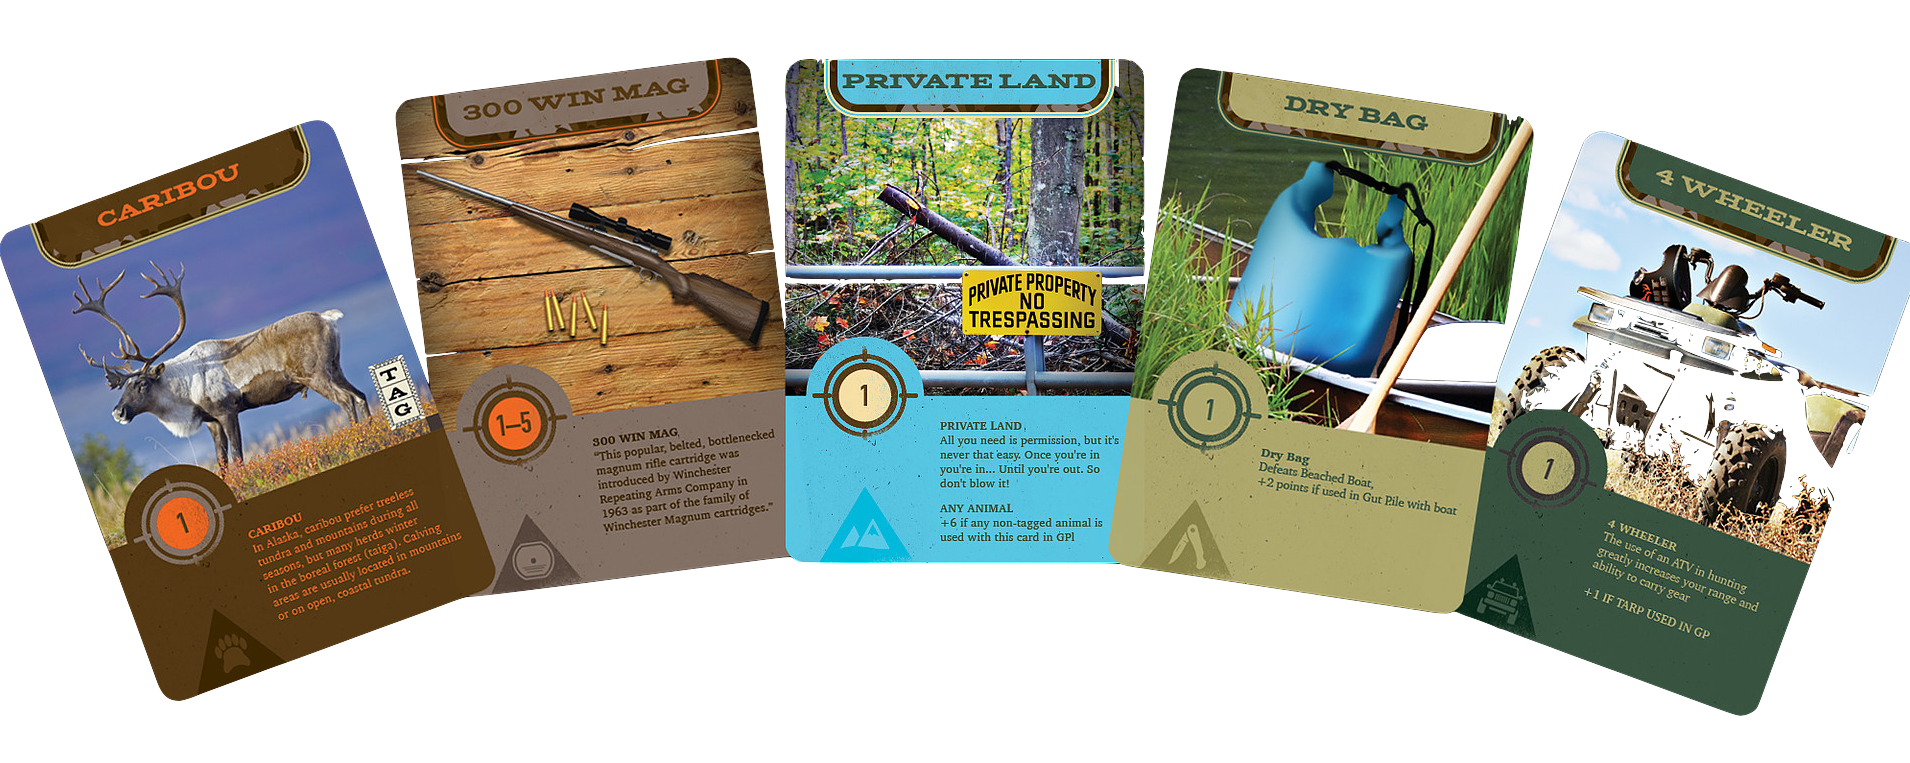 CARIBOU
TAG
1
CARIBOU
In Alaska, caribou prefer treeless
tundra and mountains during all
seasons, but many herds winter
in the boreal forest (taiga). Calving
areas are usually located in mountains
or on open, coastal tundra.
300 WIN MAG
1–5
300 WIN MAG
"This popular, belted, bottlenecked
magnum rifle cartridge was
introduced by Winchester
Repeating Arms Company in
1963 as part of the family of
Winchester Magnum cartridges."
PRIVATE LAND
PRIVATE PROPERTY
NO
TRESPASSING
1
PRIVATE LAND
All you need is permission, but it's
never that easy. Once you're in
you're in... Until you're out. So
don't blow it!
ANY ANIMAL
+6 if any non-tagged animal is
used with this card in GPl
DRY BAG
1
Dry Bag
Defeats Beached Boat,
+2 points if used in Gut Pile with boat
4 WHEELER
1
4 WHEELER
The use of an ATV in hunting
greatly increases your range and
ability to carry gear
+1 IF TARP USED IN GP